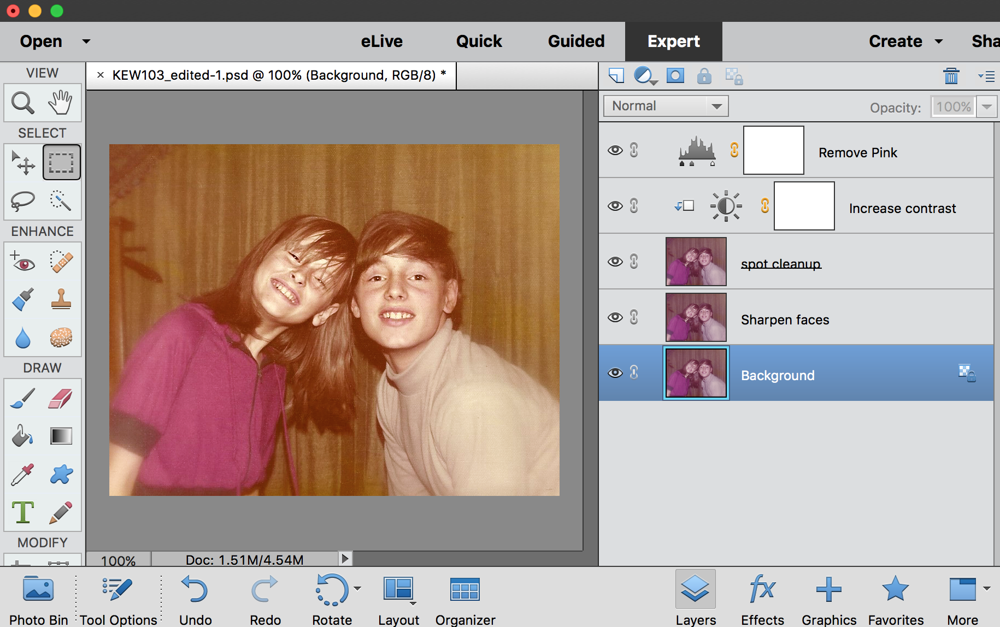 Open eLive Quick Guided Expert Create Sha
VIEW
× KEW103_edited-1.psd @ 100% (Background, RGB/8) *
Normal Opacity: 100%
SELECT
Remove Pink
Increase contrast
ENHANCE
spot cleanup
Sharpen faces
DRAW
Background
T
MODIFY
100% Doc: 1.51M/4.54M
fx
Photo Bin Tool Options Undo Redo Rotate Layout Organizer Layers Effects Graphics Favorites More